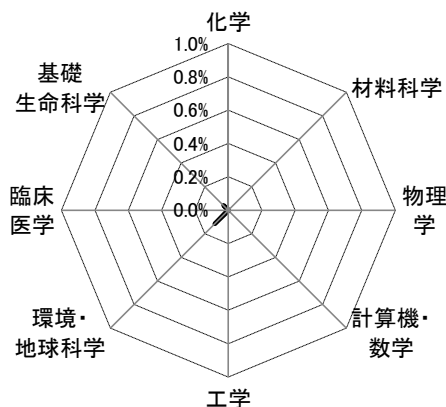 化学
1.0%
0.8%
0.6%
0.4%
0.2%
0.0%
材料科学
物理
学
計算機・
数学
工学
環境・
地球科学
臨床
医学
基礎
生命科学